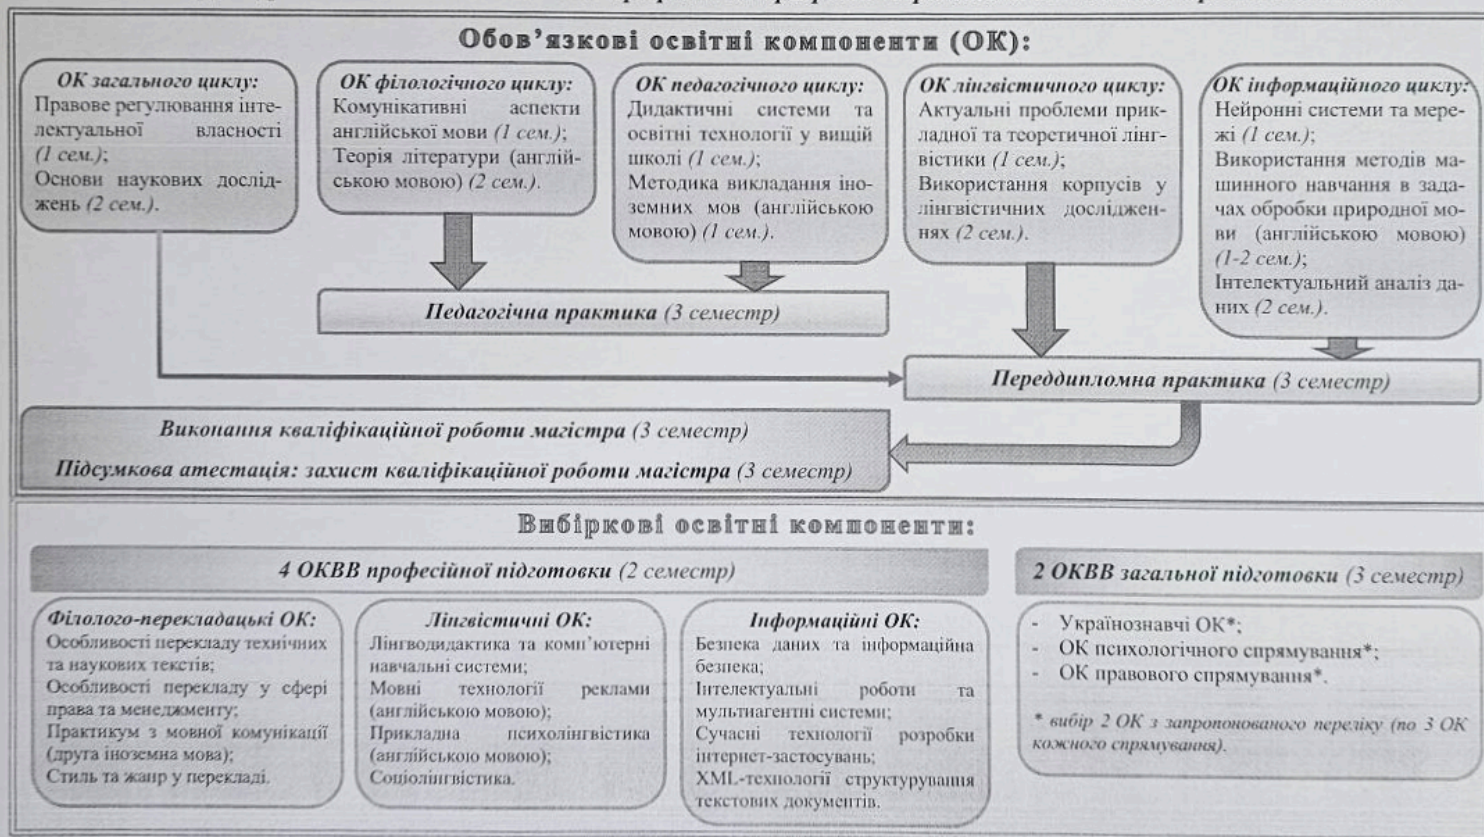 Обов’язкові освітні компоненти (ОК):
ОК загального циклу:
Правове регулювання інте-
лектуальної власності
(1 сем.);
Основи наукових дослід-
жень (2 сем.).
ОК філологічного циклу:
Комунікативні аспекти
англійської мови (1 сем.);
Теорія літератури (англій-
ською мовою) (2 сем.).
ОК педагогічного циклу:
Дидактичні системи та
освітні технології у вищій
школі (1 сем.);
Методика викладання іно-
земних мов (англійською
мовою) (1 сем.).
ОК лінгвістичного циклу:
Актуальні проблеми прик-
ладної та теоретичної лінг-
вістики (1 сем.);
Використання корпусів у
лінгвістичних дослідженн-
нях (2 сем.).
ОК інформаційного циклу:
Нейронні системи та мере-
жі (1 сем.);
Використання методів ма-
шинного навчання в зада-
чах обробки природної мо-
ви (англійською мовою)
(1-2 сем.);
Інтелектуальний аналіз да-
них (2 сем.).
Педагогічна практика (3 семестр)
Переддипломна практика (3 семестр)
Виконання кваліфікаційної роботи магістра (3 семестр)
Підсумкова атестація: захист кваліфікаційної роботи магістра (3 семестр)
Вибіркові освітні компоненти:
4 ОКВВ професійної підготовки (2 семестр)
Філолого-перекладацькі ОК:
Особливості перекладу технічних
та наукових текстів;
Особливості перекладу у сфері
права та менеджменту;
Практикум з мовної комунікації
(друга іноземна мова);
Стиль та жанр у перекладі.
Лінгвістичні ОК:
Лінгводидактика та комп’ютерні
навчальні системи;
Мовні технології реклами
(англійською мовою);
Прикладна психолінгвістика
(англійською мовою);
Соціолінгвістика.
Інформаційні ОК:
Безпека даних та інформаційна
безпека;
Інтелектуальні роботи та
мультиагентні системи;
Сучасні технології розробки
інтернет-застосувань;
XML-технології структурування
текстових документів.
2 ОКВВ загальної підготовки (3 семестр)
- Українознавчі ОК*;
- ОК психологічного спрямування*;
- ОК правового спрямування*.
* вибір 2 ОК з запропонованого переліку (по 3 ОК
кожного спрямування).